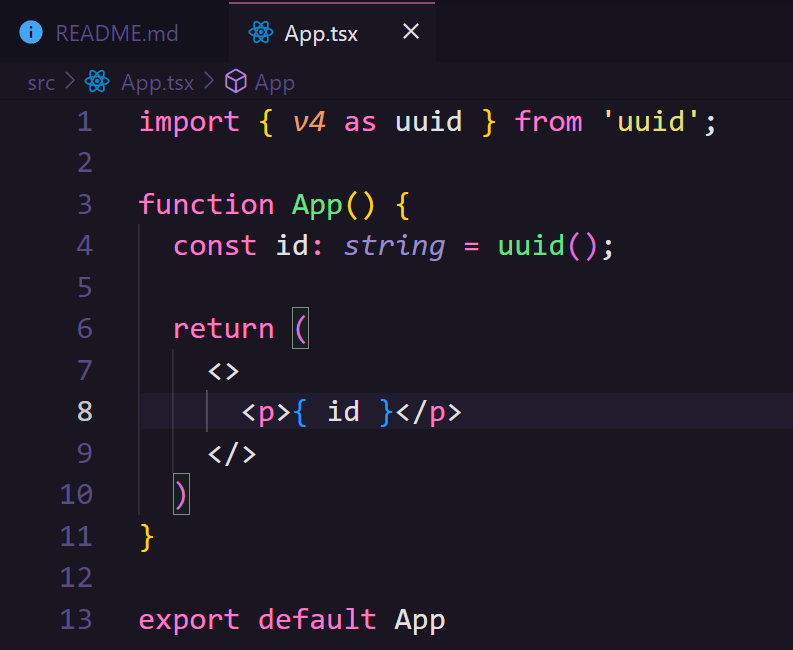 README.md App.tsx
src App.tsx App
1 import { v4 as uuid } from 'uuid';
2
3 function App() {
4   const id: string = uuid();
5
6   return (
7     <>
8       <p>{ id }</p>
9     </>
10   )
11 }
12
13 export default App